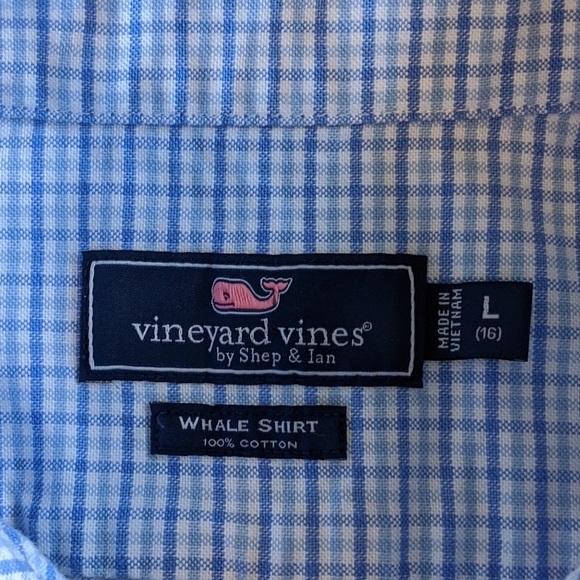 vineyard vines®
by Shep & Ian
MADE IN
VIETNAM
L
(16)
WHALE SHIRT
100% COTTON